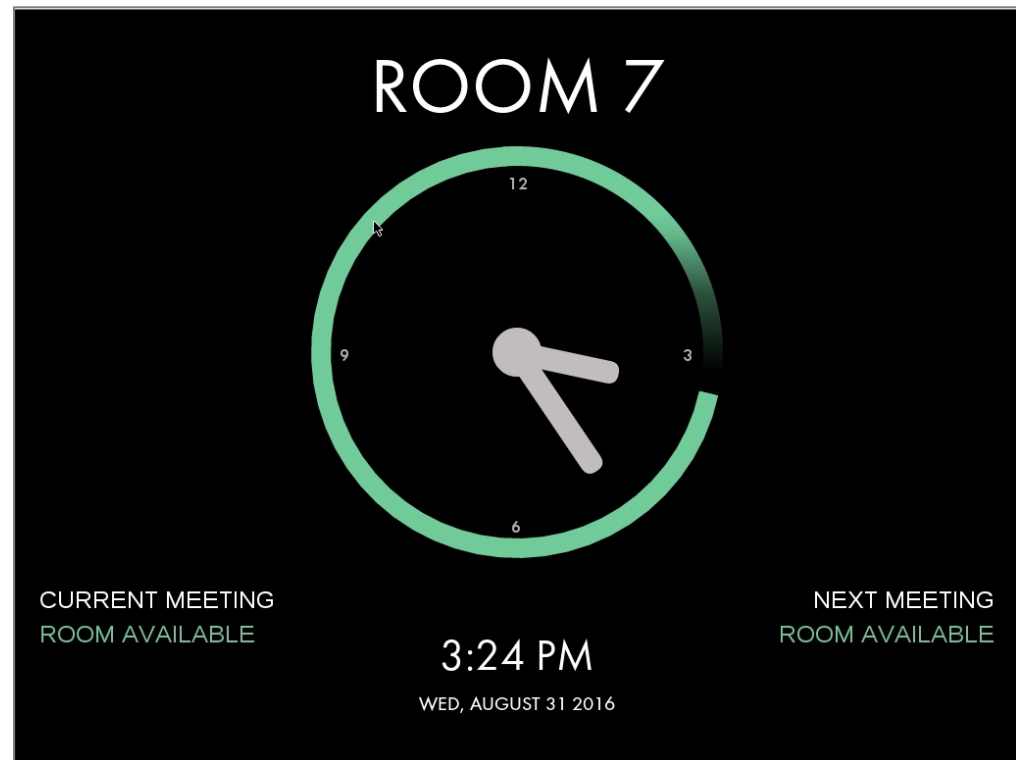 ROOM 7
12
9
3
6
CURRENT MEETING
ROOM AVAILABLE
NEXT MEETING
ROOM AVAILABLE
3:24 PM
WED, AUGUST 31 2016